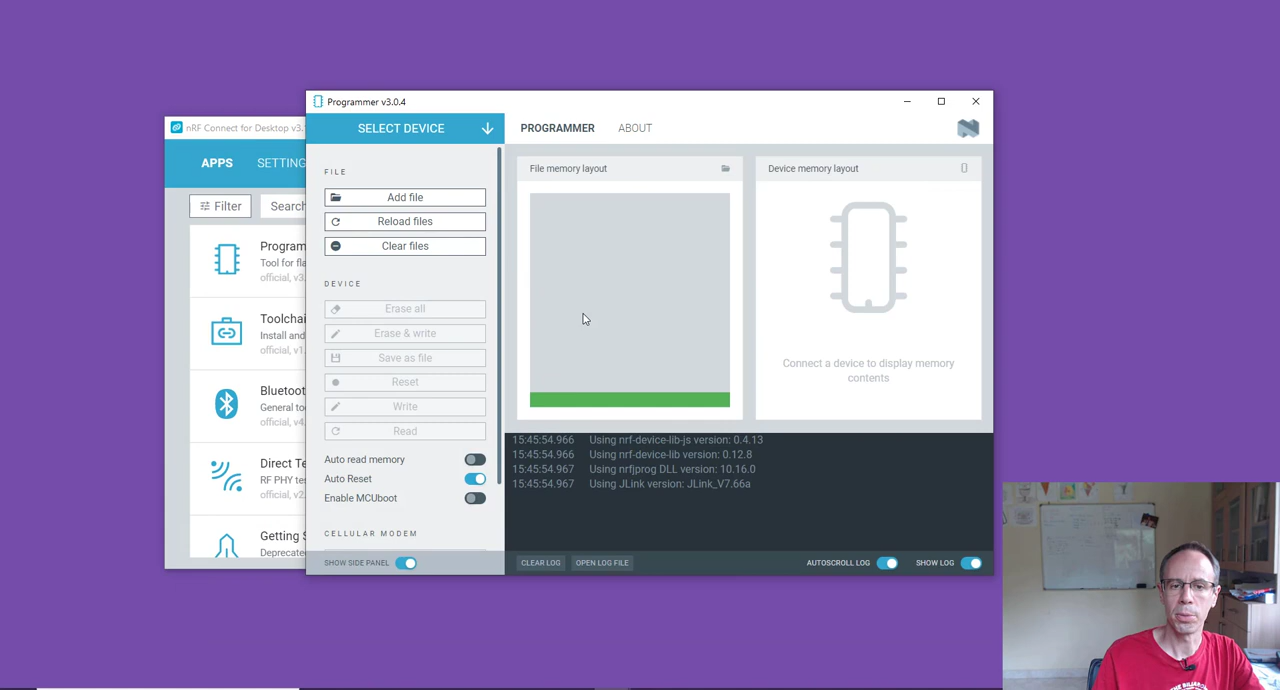 Programmer v3.0.4
nRF Connect for Desktop v3.
SELECT DEVICE
PROGRAMMER
ABOUT
APPS
SETTING
Filter
Search
Program
Tool for fla
official, v3.
Toolchai
Install and
official, v1.
Bluetoot
General too
official, v4.
Direct Te
RF PHY tes
official, v2.
Getting S
Deprecate
FILE
Add file
Reload files
Clear files
DEVICE
Erase all
Erase & write
Save as file
Reset
Write
Read
Auto read memory
Auto Reset
Enable MCUboot
CELLULAR MODEM
SHOW SIDE PANEL
File memory layout
Device memory layout
Connect a device to display memory
contents
15:45:54.966 Using nrf-device-lib-js version: 0.4.13
15:45:54.966 Using nrf-device-lib version: 0.12.8
15:45:54.967 Using nrfjprog DLL version: 10.16.0
15:45:54.967 Using JLink version: JLink_V7.66a
CLEAR LOG
OPEN LOG FILE
AUTOSCROLL LOG
SHOW LOG